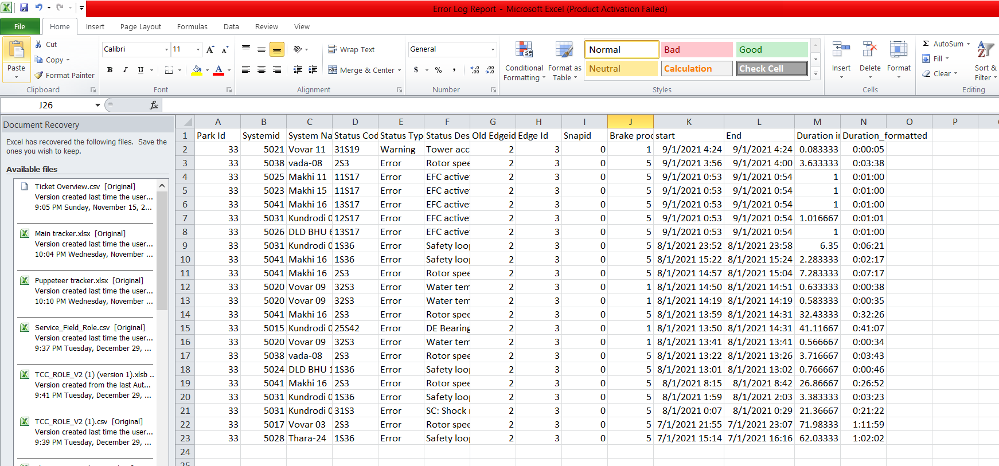 Error Log Report - Microsoft Excel (Product Activation Failed)
File Home Insert Page Layout Formulas Data Review View
Paste Cut Copy Format Painter Clipboard
Calibri 11 A A B I U A Font
Wrap Text Merge & Center Alignment
General $ % , Number
Conditional Formatting Format as Table
Normal Bad Good
Neutral Calculation Check Cell
Styles
Insert Delete Format Cells
Σ AutoSum Fill Clear Sort & Filter Editing
J26 fx
Document Recovery
Excel has recovered the following files. Save the
ones you wish to keep.
Available files
Ticket Overview.csv [Original]
Version created last time the user...
9:05 PM Sunday, November 15, 2...
Main tracker.xlsx [Original]
Version created last time the user...
10:04 PM Wednesday, November ...
Puppeteer tracker.xlsx [Original]
Version created last time the user...
10:10 PM Wednesday, November ...
Service_Field_Role.csv [Original]
Version created last time the user...
9:37 PM Tuesday, December 29, ...
TCC_ROLE_V2 (1) (version 1).xlsb ..
Version created from the last Aut...
9:41 PM Tuesday, December 29, ...
TCC_ROLE_V2 (1).csv [Original]
Version created last time the user...
9:39 PM Tuesday, December 29, ...
A B C D E F G H I J K L M N O P
1 Park Id Systemid System Na Status Cod Status Typ Status Des Old Edgeid Edge Id Snapid Brake proc start End Duration in Duration_formatted
2 33 5021 Vovar 11 31S19 Warning Tower acc 2 3 0 1 9/1/2021 4:24 9/1/2021 4:24 0.083333 0:00:05
3 33 5038 vada-08 2S3 Error Rotor spee 2 3 0 5 9/1/2021 3:56 9/1/2021 4:00 3.633333 0:03:38
4 33 5025 Makhi 11 11S17 Error EFC active 2 3 0 5 9/1/2021 0:53 9/1/2021 0:54 1 0:01:00
5 33 5023 Makhi 15 11S17 Error EFC active 2 3 0 5 9/1/2021 0:53 9/1/2021 0:54 1 0:01:00
6 33 5041 Makhi 16 13S17 Error EFC active 2 3 0 5 9/1/2021 0:53 9/1/2021 0:54 1 0:01:00
7 33 5031 Kundrodi 0 12S17 Error EFC active 2 3 0 5 9/1/2021 0:53 9/1/2021 0:54 1.016667 0:01:01
8 33 5026 DLD BHU 6 13S17 Error EFC active 2 3 0 5 9/1/2021 0:53 9/1/2021 0:54 1 0:01:00
9 33 5031 Kundrodi 0 1S36 Error Safety loop 2 3 0 5 8/1/2021 23:52 8/1/2021 23:58 6.35 0:06:21
10 33 5041 Makhi 16 1S36 Error Safety loop 2 3 0 5 8/1/2021 15:22 8/1/2021 15:24 2.283333 0:02:17
11 33 5041 Makhi 16 2S3 Error Rotor spee 2 3 0 5 8/1/2021 14:57 8/1/2021 15:04 7.283333 0:07:17
12 33 5020 Vovar 09 32S3 Error Water tem 2 3 0 1 8/1/2021 14:50 8/1/2021 14:51 0.633333 0:00:38
13 33 5020 Vovar 09 32S3 Error Water tem 2 3 0 1 8/1/2021 14:19 8/1/2021 14:19 0.583333 0:00:35
14 33 5041 Makhi 16 2S3 Error Rotor spee 2 3 0 5 8/1/2021 13:59 8/1/2021 14:31 32.43333 0:32:26
15 33 5015 Kundrodi 0 25S42 Error DE Bearing 2 3 0 1 8/1/2021 13:50 8/1/2021 14:31 41.11667 0:41:07
16 33 5020 Vovar 09 32S3 Error Water tem 2 3 0 1 8/1/2021 13:41 8/1/2021 13:41 0.566667 0:00:34
17 33 5038 vada-08 2S3 Error Rotor spee 2 3 0 5 8/1/2021 13:22 8/1/2021 13:26 3.716667 0:03:43
18 33 5024 DLD BHU 1 1S36 Error Safety loop 2 3 0 5 8/1/2021 13:01 8/1/2021 13:02 0.766667 0:00:46
19 33 5041 Makhi 16 2S3 Error Rotor spee 2 3 0 5 8/1/2021 8:15 8/1/2021 8:42 26.86667 0:26:52
20 33 5031 Kundrodi 0 1S36 Error Safety loop 2 3 0 5 8/1/2021 1:59 8/1/2021 2:03 3.383333 0:03:23
21 33 5031 Kundrodi 0 31S3 Error SC: Shock 2 3 0 5 8/1/2021 0:07 8/1/2021 0:29 21.36667 0:21:22
22 33 5017 Vovar 03 2S3 Error Rotor spee 2 3 0 5 7/1/2021 21:55 7/1/2021 23:07 71.98333 1:11:59
23 33 5028 Thara-24 1S36 Error Safety loop 2 3 0 5 7/1/2021 15:14 7/1/2021 16:16 62.03333 1:02:02
24
25